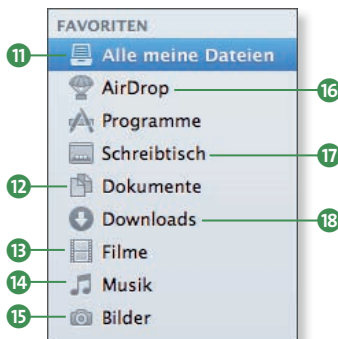 FAVORITEN
11 Alle meine Dateien
AirDrop 16
Programme
Schreibtisch 17
12 Dokumente
Downloads 18
13 Filme
14 Musik
15 Bilder